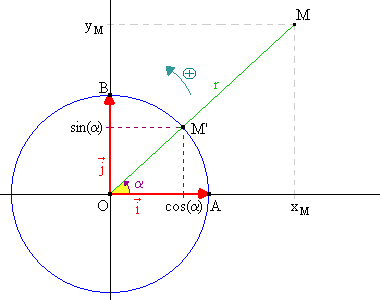 y_M
M
⊕
r
B
sin(α)
M'
j⃗
α
O
i⃗
cos(α)
A
x_M